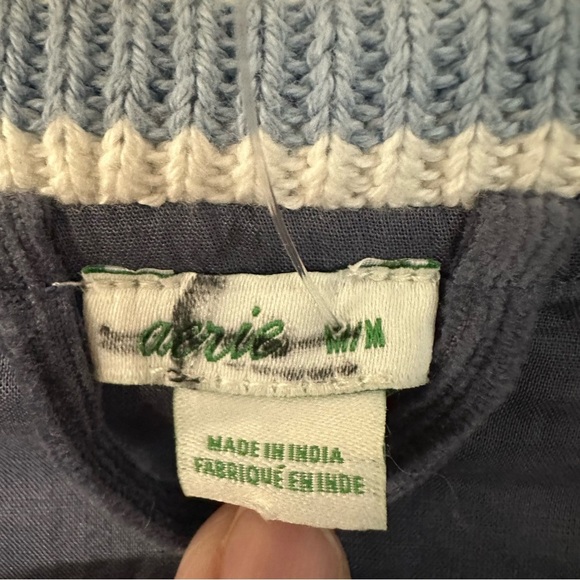 aerie M/M
MADE IN INDIA
FABRIQUÉ EN INDE